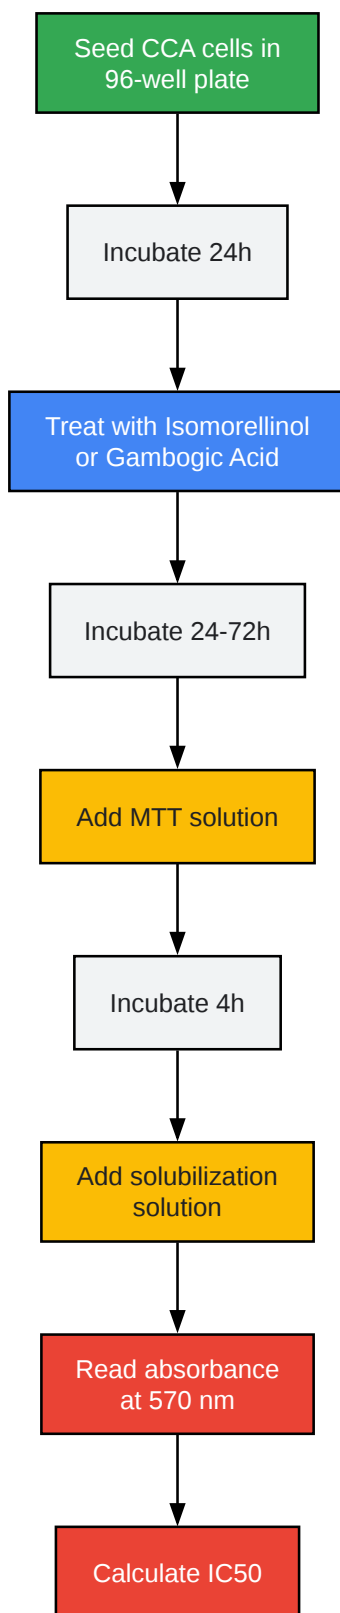 Seed CCA cells in
96-well plate
Incubate 24h
Treat with Isomorellinol
or Gambogic Acid
Incubate 24-72h
Add MTT solution
Incubate 4h
Add solubilization
solution
Read absorbance
at 570 nm
Calculate IC50